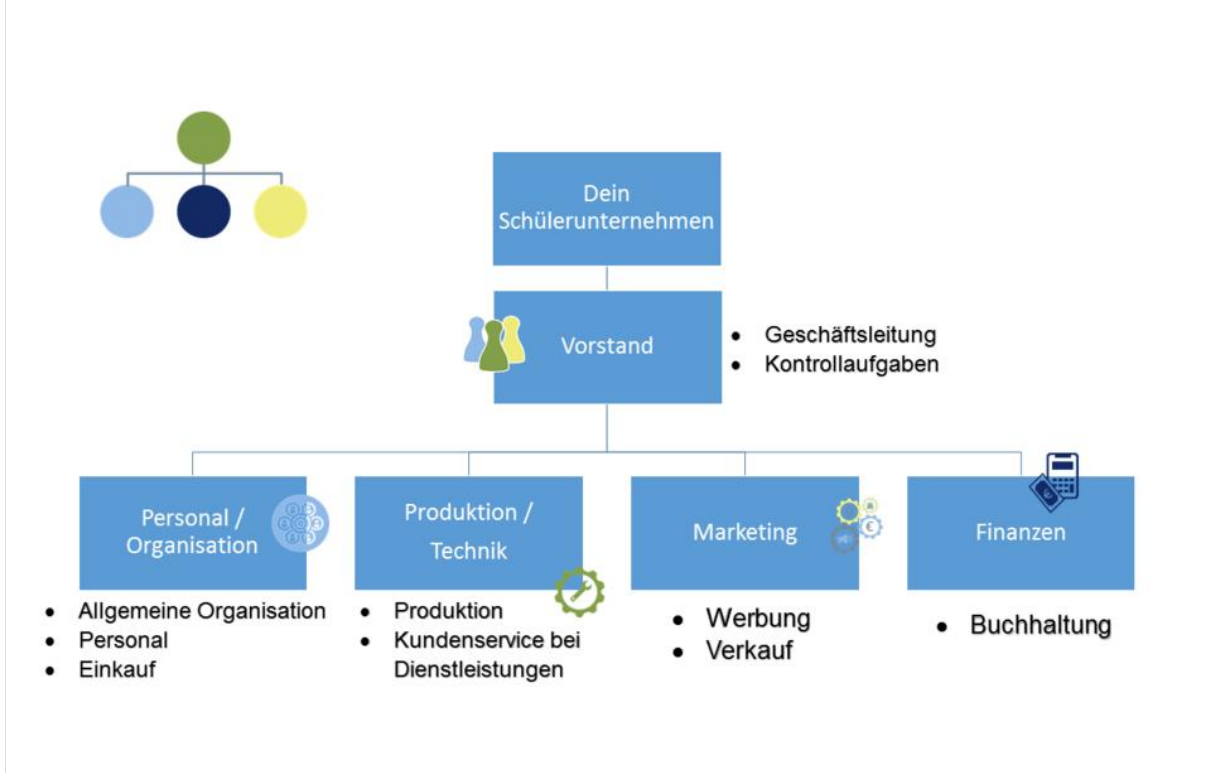 Dein
Schülerunternehmen
Vorstand
• Geschäftsleitung
• Kontrollaufgaben
Personal /
Organisation
• Allgemeine Organisation
• Personal
• Einkauf
Produktion /
Technik
• Produktion
• Kundenservice bei
Dienstleistungen
Marketing
€
• Werbung
• Verkauf
Finanzen
• Buchhaltung